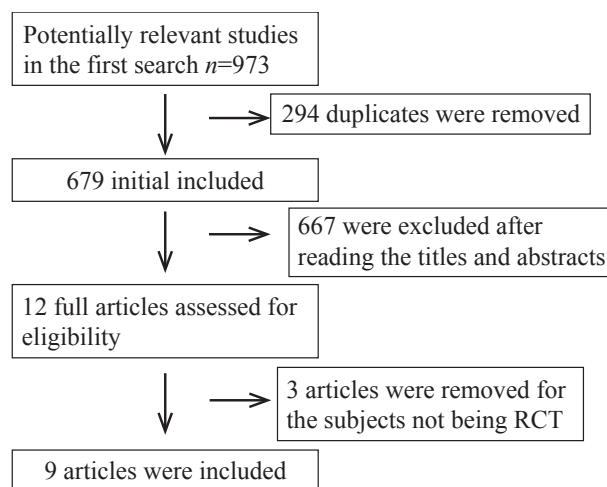 Potentially relevant studies
in the first search n=973
294 duplicates were removed
679 initial included
667 were excluded after
reading the titles and abstracts
12 full articles assessed for
eligibility
3 articles were removed for
the subjects not being RCT
9 articles were included